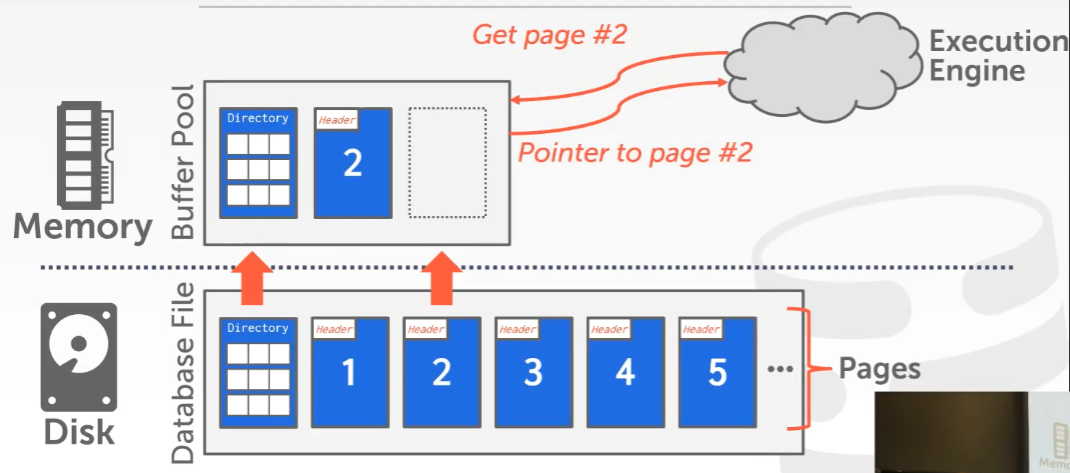 Get page #2
Execution
Engine
Buffer Pool
Directory
Header
2
Pointer to page #2
Memory
Database File
Directory
Header
1
Header
2
Header
3
Header
4
Header
5
...
Pages
Disk
Memo